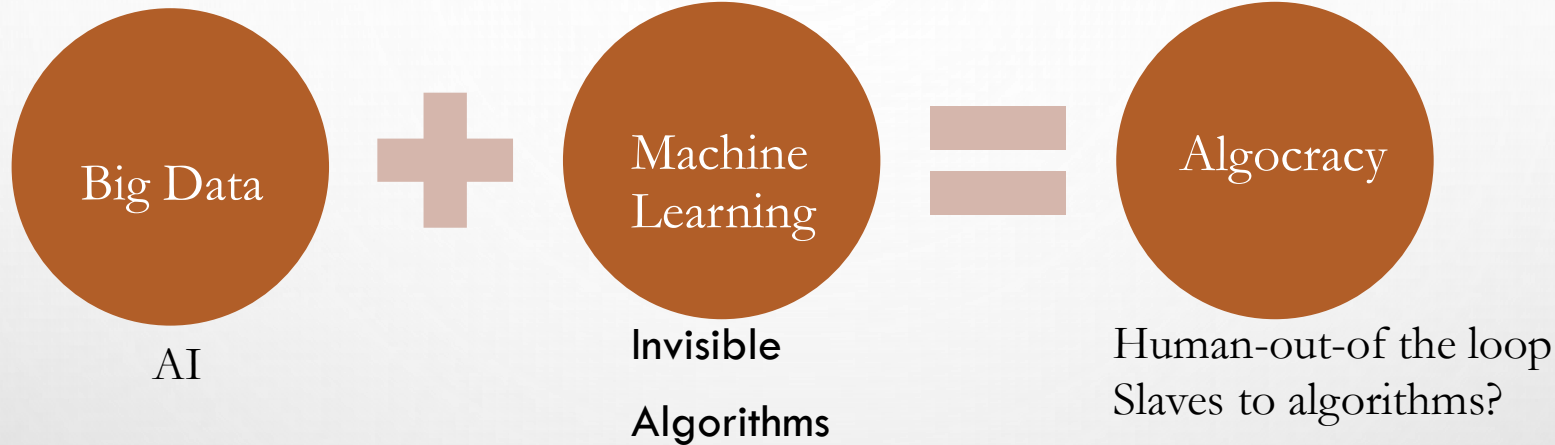 Big Data
AI
Machine
Learning
Invisible
Algorithms
Algocracy
Human-out-of the loop
Slaves to algorithms?